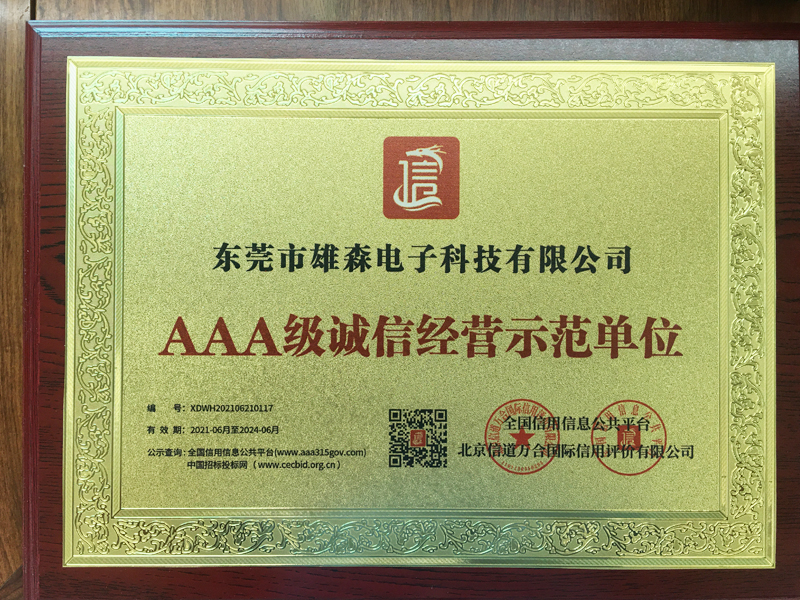 信
东莞市雄森电子科技有限公司
AAA级诚信经营示范单位
编 号：XDWH202106210117
有 效 期：2021-06月至2024-06月
公示查询：全国信用信息公共平台(www.aaa315gov.com)
中国招标投标网（www.cecbid.org.cn）
全国信用信息公共平台
北京信道万合国际信用评价有限公司